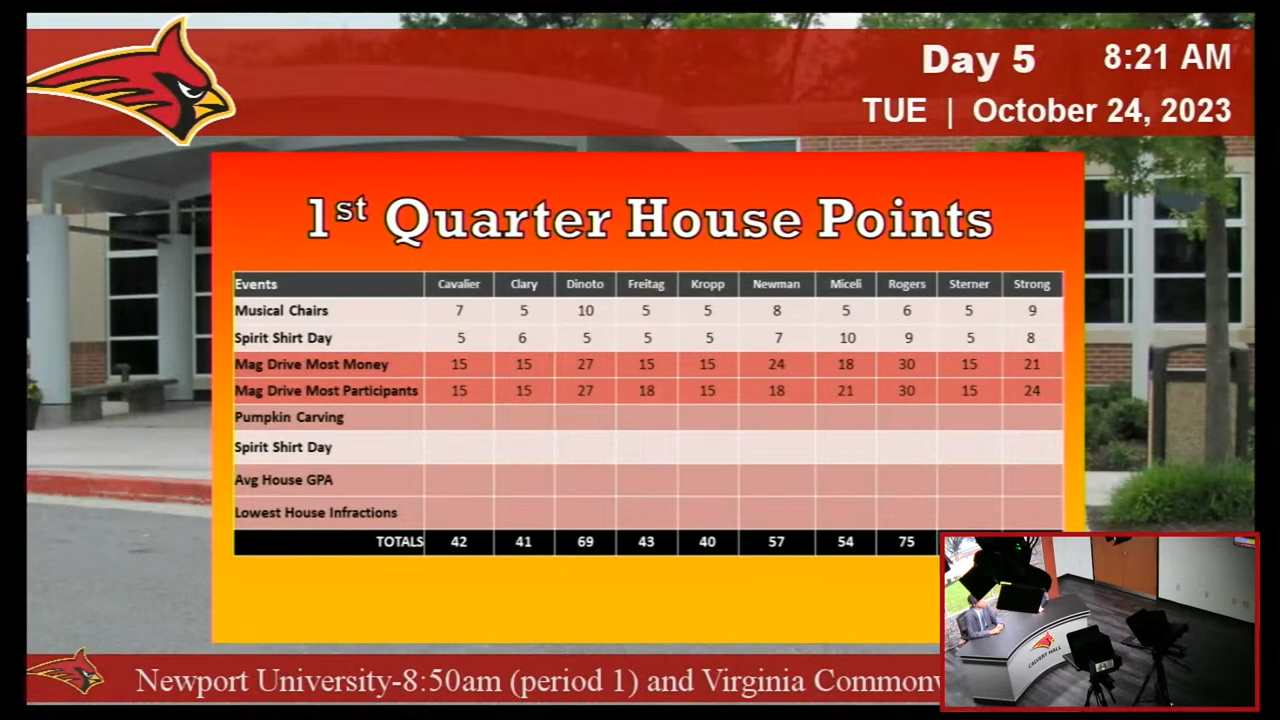 Day 5 8:21 AM
TUE | October 24, 2023
1st Quarter House Points
Events Cavalier Clary Dinoto Freitag Kropp Newman Miceli Rogers Sterner Strong
Musical Chairs 7 5 10 5 5 8 5 6 5 9
Spirit Shirt Day 5 6 5 5 5 7 10 9 5 8
Mag Drive Most Money 15 15 27 15 15 24 18 30 15 21
Mag Drive Most Participants 15 15 27 18 15 18 21 30 15 24
Pumpkin Carving
Spirit Shirt Day
Avg House GPA
Lowest House Infractions
TOTALS 42 41 69 43 40 57 54 75
CALVERT HALL
Newport University-8:50am (period 1) and Virginia Common